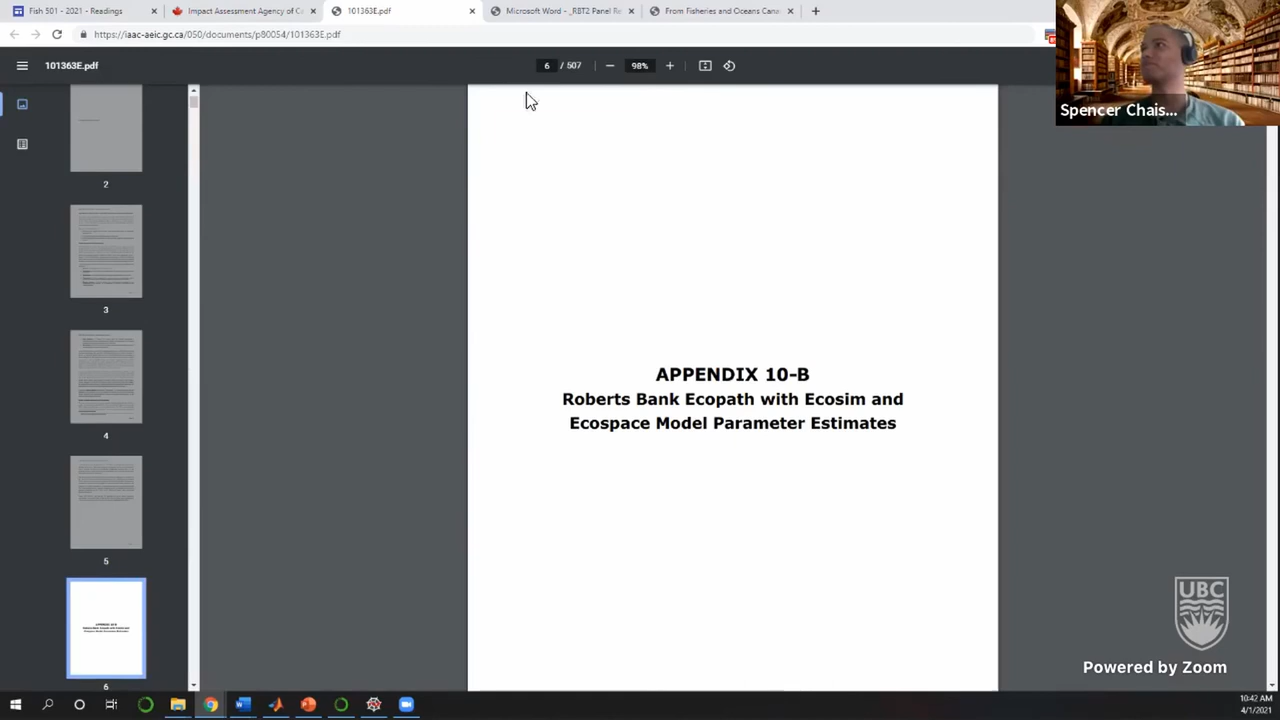 Fish 501 - 2021 - Readings
Impact Assessment Agency of C
101363E.pdf
Microsoft Word - _RBT2 Panel Re
From Fisheries and Oceans Cana
https://iaac-aeic.gc.ca/050/documents/p80054/101363E.pdf
101363E.pdf
6 / 507
98%
Spencer Chais...
2
3
4
5
6
APPENDIX 10-B
Roberts Bank Ecopath with Ecosim and
Ecospace Model Parameter Estimates
UBC
Powered by Zoom
10:42 AM
4/1/2021